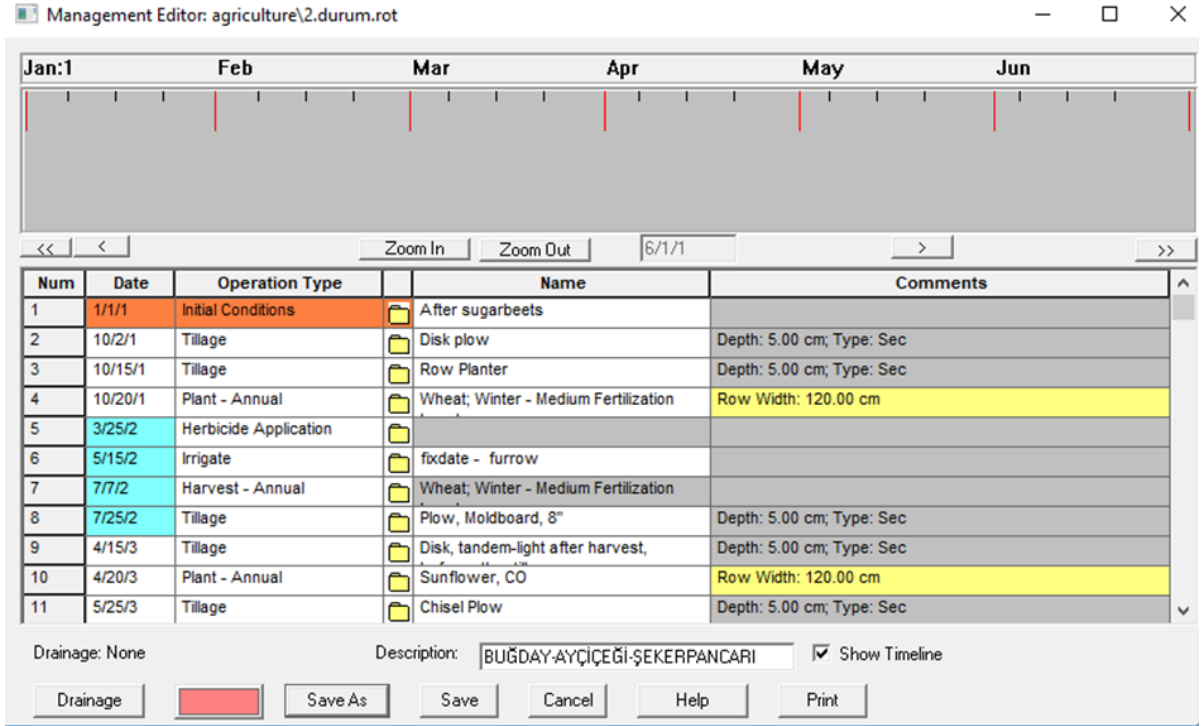 Management Editor: agriculture\2.durum.rot
Jan:1 Feb Mar Apr May Jun
<< < Zoom In Zoom Out 6/1/1 > >>
Num Date Operation Type Name Comments
1 1/1/1 Initial Conditions After sugarbeets
2 10/2/1 Tillage Disk plow Depth: 5.00 cm; Type: Sec
3 10/15/1 Tillage Row Planter Depth: 5.00 cm; Type: Sec
4 10/20/1 Plant - Annual Wheat; Winter - Medium Fertilization Row Width: 120.00 cm
5 3/25/2 Herbicide Application
6 5/15/2 Irrigate fixdate - furrow
7 7/7/2 Harvest - Annual Wheat; Winter - Medium Fertilization
8 7/25/2 Tillage Plow, Moldboard, 8" Depth: 5.00 cm; Type: Sec
9 4/15/3 Tillage Disk, tandem-light after harvest, Depth: 5.00 cm; Type: Sec
10 4/20/3 Plant - Annual Sunflower, CO Row Width: 120.00 cm
11 5/25/3 Tillage Chisel Plow Depth: 5.00 cm; Type: Sec
Drainage: None Description: BUĞDAY-AYÇİÇEĞİ-ŞEKERPANCARI Show Timeline
Drainage Save As Save Cancel Help Print